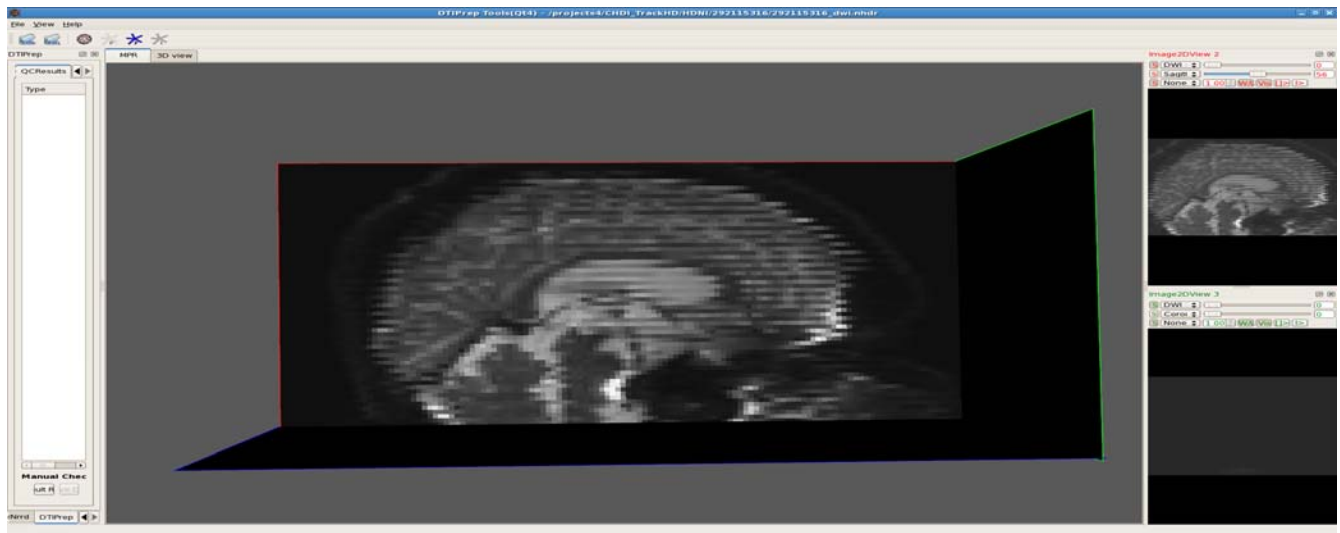 DTIPrep Tools(Qt4) - /projects4/CHDI_TrackHD/HDNI/292115316/292115316_dwi.nhdr
File View Help
DTIPrep
MPR 3D view
Image2DView 2
QCResults
DWI 0
Type
Sagitt 56
None 1.00
Image2DView 3
DWI 0
Coron 0
None 1.00
Manual Chec
ult R
DTIPrep